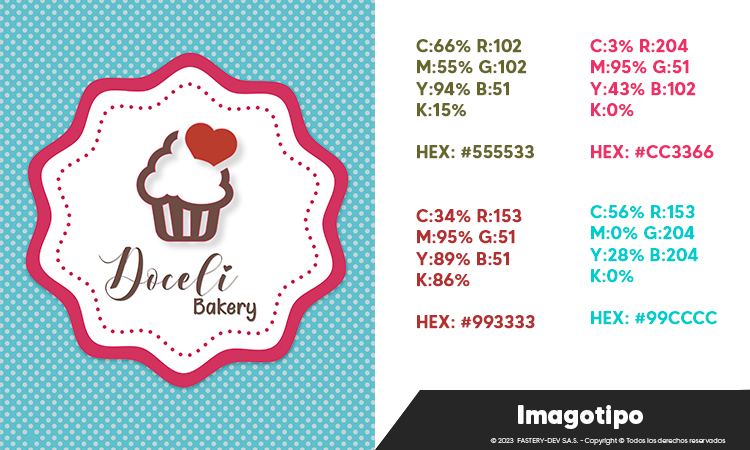 Doceli
Bakery
C:66% R:102
M:55% G:102
Y:94% B:51
K:15%
HEX: #555533
C:3% R:204
M:95% G:51
Y:43% B:102
K:0%
HEX: #CC3366
C:34% R:153
M:95% G:51
Y:89% B:51
K:86%
HEX: #993333
C:56% R:153
M:0% G:204
Y:28% B:204
K:0%
HEX: #99CCCC
Imagotipo
© 2023 FASTERY-DEV S.A.S. - Copyright © Todos los derechos reservados